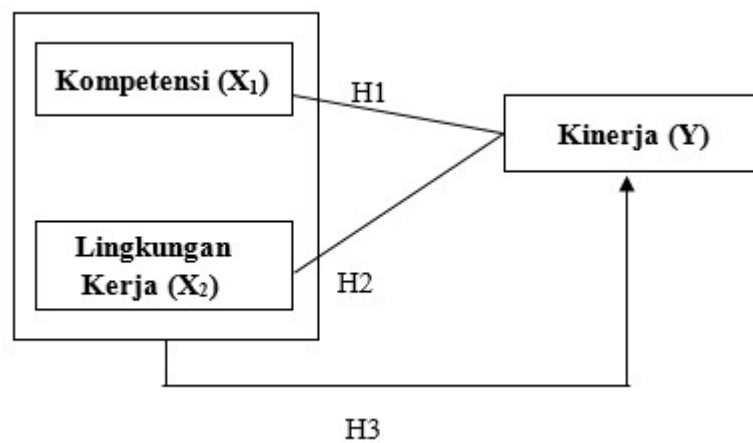 Kompetensi (X₁)
H1
Kinerja (Y)
Lingkungan
Kerja (X₂)
H2
H3